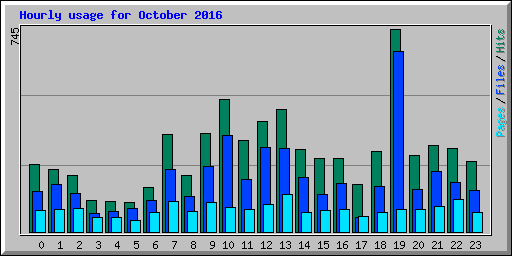 Hourly usage for October 2016
745
Pages/Files/Hits
0 1 2 3 4 5 6 7 8 9 10 11 12 13 14 15 16 17 18 19 20 21 22 23